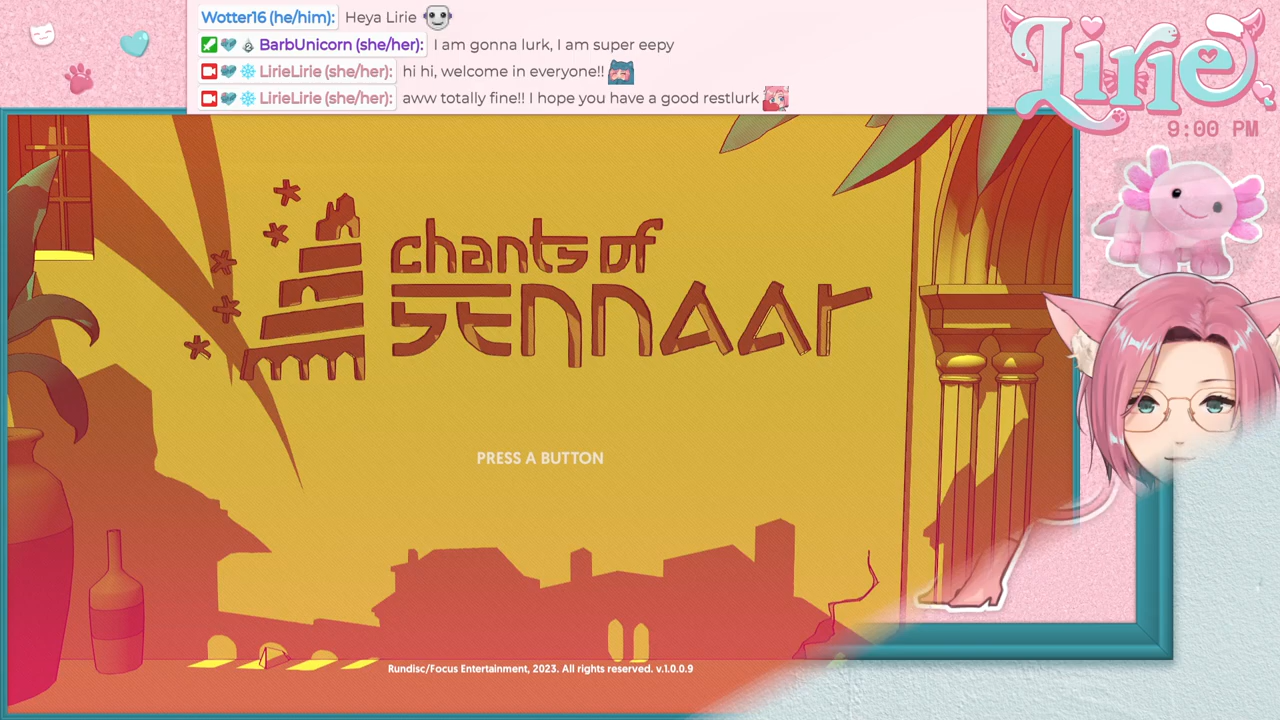 Wotter16 (he/him): Heya Lirie
BarbUnicorn (she/her): I am gonna lurk, I am super eepy
LirieLirie (she/her): hi hi, welcome in everyone!!
LirieLirie (she/her): aww totally fine!! I hope you have a good restlurk
Lirie
9:00 PM
chants of
SENNAAR
PRESS A BUTTON
Rundisc/Focus Entertainment, 2023. All rights reserved. v.1.0.0.9